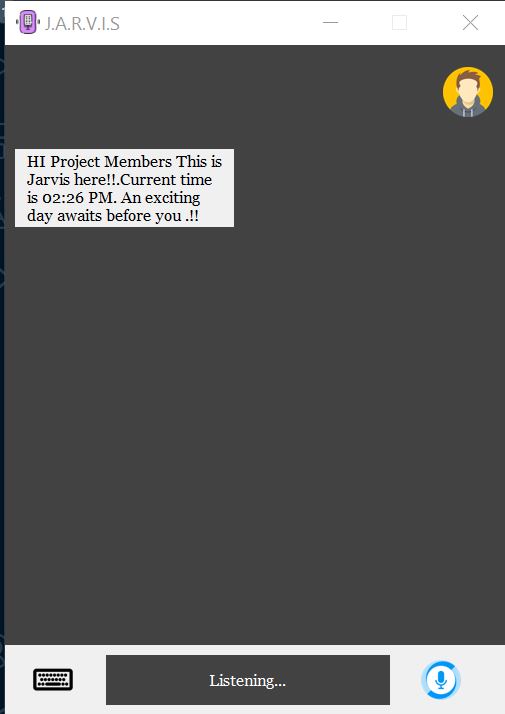 J.A.R.V.I.S
HI Project Members This is
Jarvis here!!.Current time
is 02:26 PM. An exciting
day awaits before you .!!
Listening...